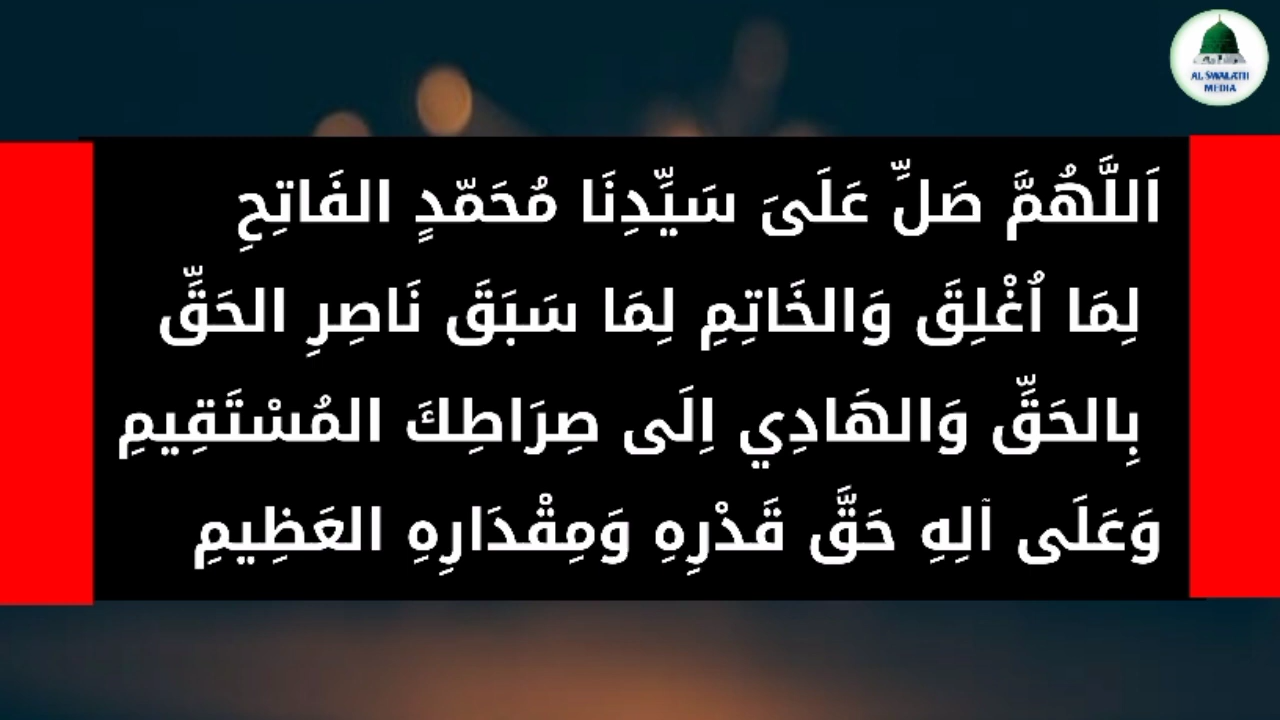 اَللَّهُمَّ صَلِّ عَلَىَ سَيِّدِنَا مُحَمّدٍ الفَاتِحِ
لِمَا اُغْلِقَ وَالخَاتِمِ لِمَا سَبَقَ نَاصِرِ الحَقِّ
بِالحَقِّ وَالهَادِي اِلَى صِرَاطِكَ المُسْتَقِيمِ
وَعَلَى آلِهِ حَقَّ قَدْرِهِ وَمِقْدَارِهِ العَظِيمِ
AL SWALATH
MEDIA